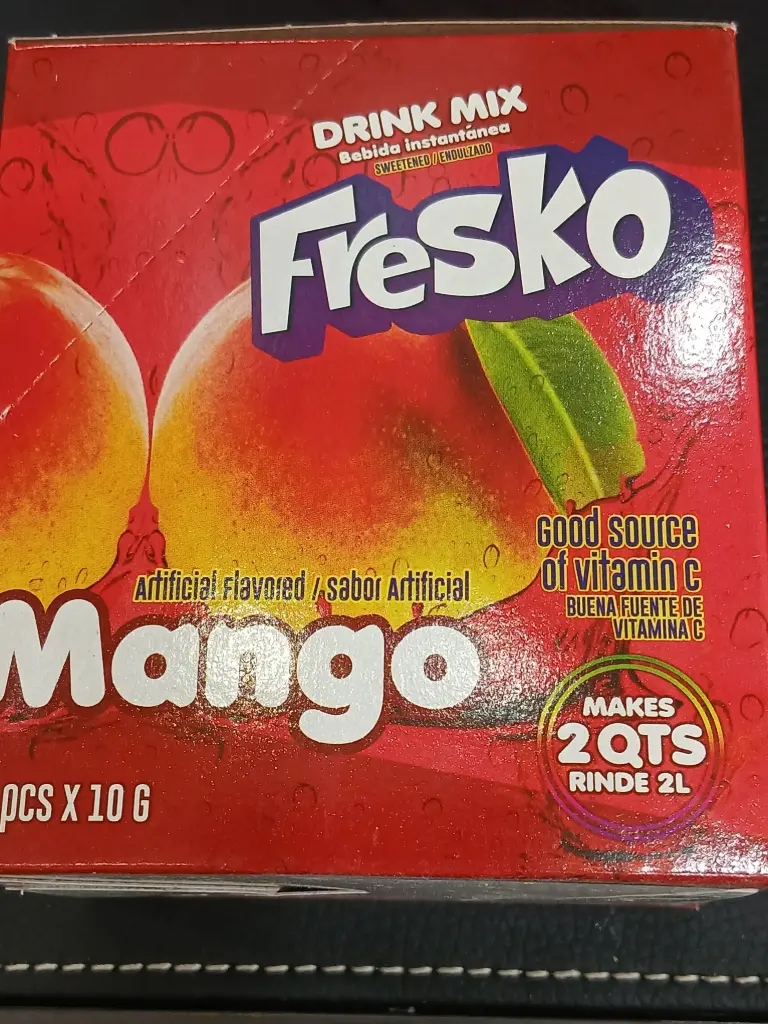 DRINK MIX
Bebida instantánea
SWEETENED / ENDULZADO
Fresko
Artificial Flavored / sabor Artificial
Mango
Good source
of vitamin C
BUENA FUENTE DE
VITAMINA C
MAKES
2 QTS
RINDE 2L
pcs X 10 G